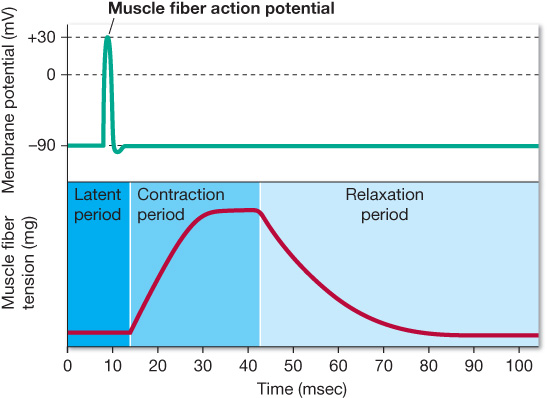 Muscle fiber action potential
Membrane potential (mV)
+30
0
–90
Latent
period
Contraction
period
Relaxation
period
Muscle fiber
tension (mg)
0 10 20 30 40 50 60 70 80 90 100
Time (msec)